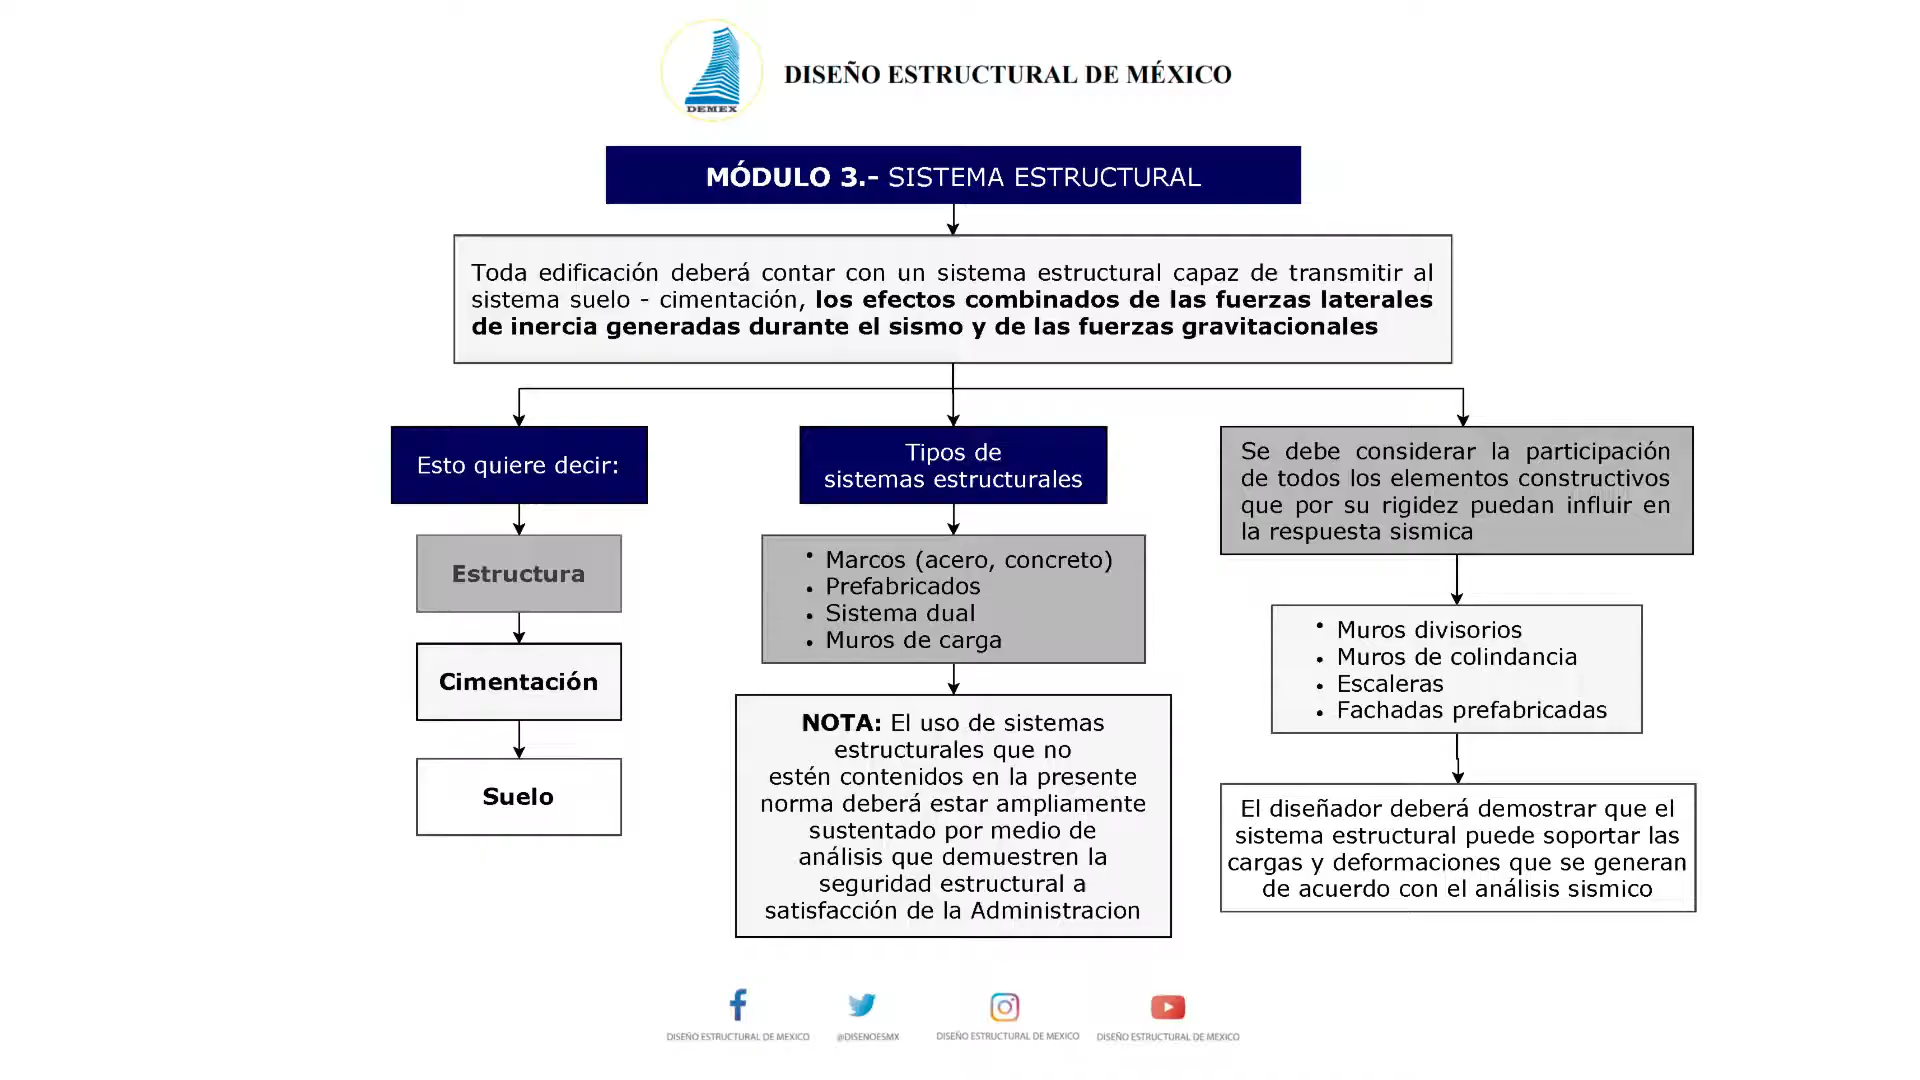 DEMEX
DISEÑO ESTRUCTURAL DE MÉXICO
MÓDULO 3.- SISTEMA ESTRUCTURAL
Toda edificación deberá contar con un sistema estructural capaz de transmitir al
sistema suelo - cimentación, los efectos combinados de las fuerzas laterales
de inercia generadas durante el sismo y de las fuerzas gravitacionales
Esto quiere decir:
Estructura
Cimentación
Suelo
Tipos de
sistemas estructurales
• Marcos (acero, concreto)
• Prefabricados
• Sistema dual
• Muros de carga
NOTA: El uso de sistemas
estructurales que no
estén contenidos en la presente
norma deberá estar ampliamente
sustentado por medio de
análisis que demuestren la
seguridad estructural a
satisfacción de la Administracion
Se debe considerar la participación
de todos los elementos constructivos
que por su rigidez puedan influir en
la respuesta sismica
• Muros divisorios
• Muros de colindancia
• Escaleras
• Fachadas prefabricadas
El diseñador deberá demostrar que el
sistema estructural puede soportar las
cargas y deformaciones que se generan
de acuerdo con el análisis sismico
DISEÑO ESTRUCTURAL DE MEXICO
@DISENOESMX
DISEÑO ESTRUCTURAL DE MEXICO
DISEÑO ESTRUCTURAL DE MEXICO